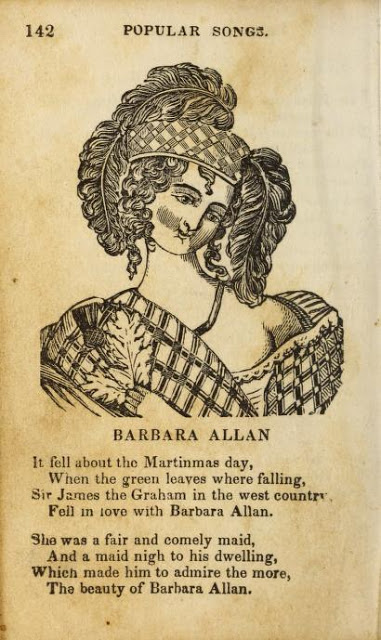 142
POPULAR SONGS.
BARBARA ALLAN
It fell about the Martinmas day,
When the green leaves where falling,
Sir James the Graham in the west country
Fell in love with Barbara Allan.
She was a fair and comely maid,
And a maid nigh to his dwelling,
Which made him to admire the more,
The beauty of Barbara Allan.